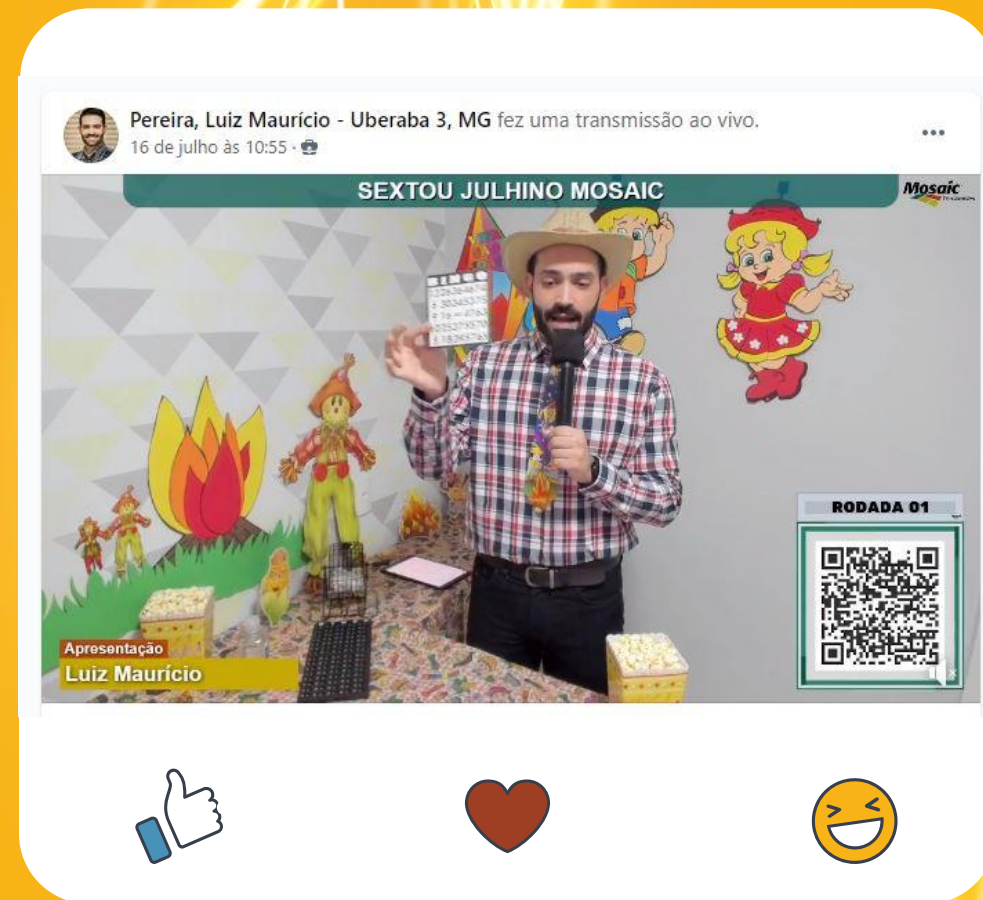 Pereira, Luiz Maurício - Uberaba 3, MG fez uma transmissão ao vivo.
16 de julho às 10:55 ·
SEXTOU JULHINO MOSAIC
Mosaic
BINGO
RODADA 01
Apresentação
Luiz Maurício